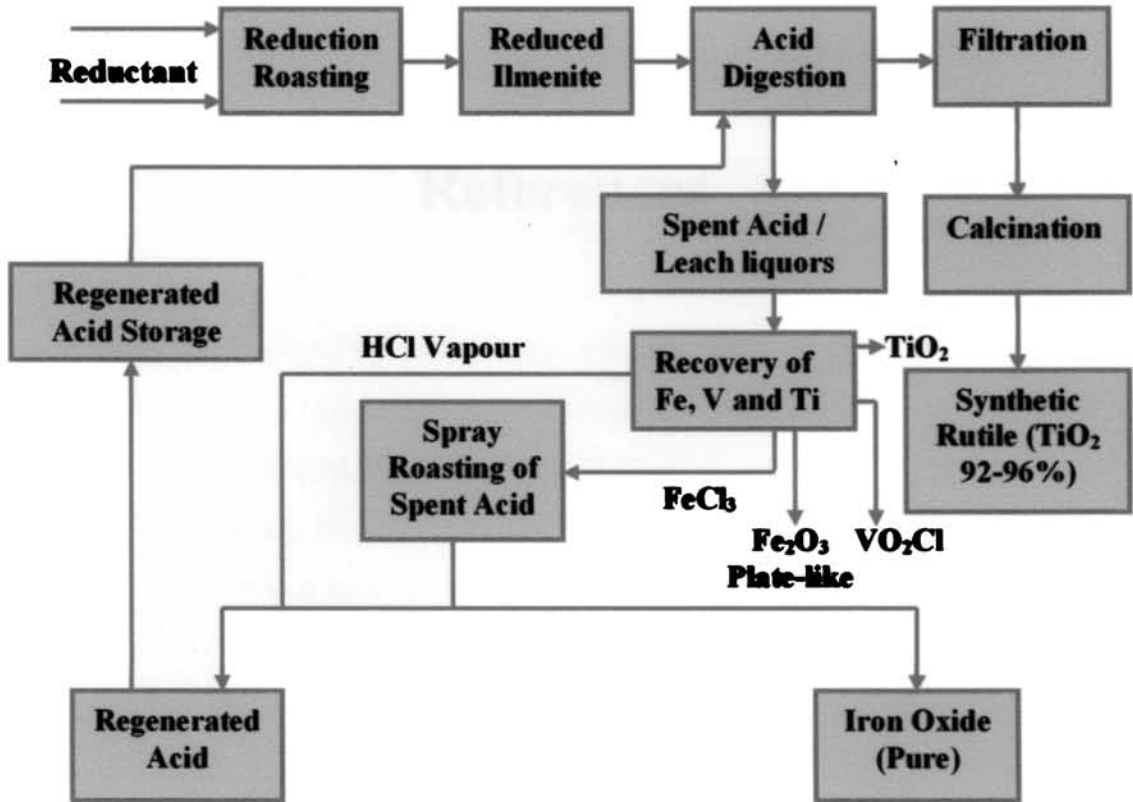 Reductant
Reduction
Roasting
Reduced
Ilmenite
Acid
Digestion
Filtration
Spent Acid /
Leach liquors
Calcination
Regenerated
Acid Storage
HCl Vapour
Recovery of
Fe, V and Ti
TiO₂
Synthetic
Rutile (TiO₂
92-96%)
Spray
Roasting of
Spent Acid
FeCl₃
Fe₂O₃
Plate-like
VO₂Cl
Regenerated
Acid
Iron Oxide
(Pure)
References